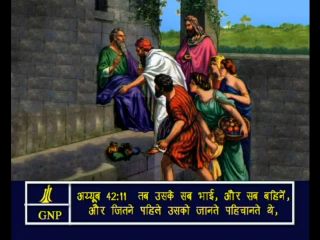 अय्यूब 42:11 तब उसके सब भाई, और सब बहिनें,
और जितने पहिले उसको जानते पहिचानते थे,
GNP